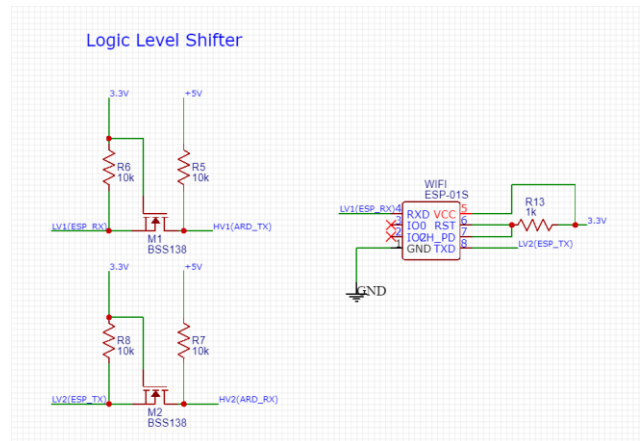 Logic Level Shifter
3.3V
+5V
R6
10k
R5
10k
LV1(ESP_RX)
HV1(ARD_TX)
M1
BSS138
3.3V
+5V
R8
10k
R7
10k
LV2(ESP_TX)
HV2(ARD_RX)
M2
BSS138
WIFI
ESP-01S
LV1(ESP_RX)
4
RXD
VCC
5
3
IO0
RST
6
2
IO2
CH_PD
7
1
GND
TXD
8
R13
1k
3.3V
LV2(ESP_TX)
GND